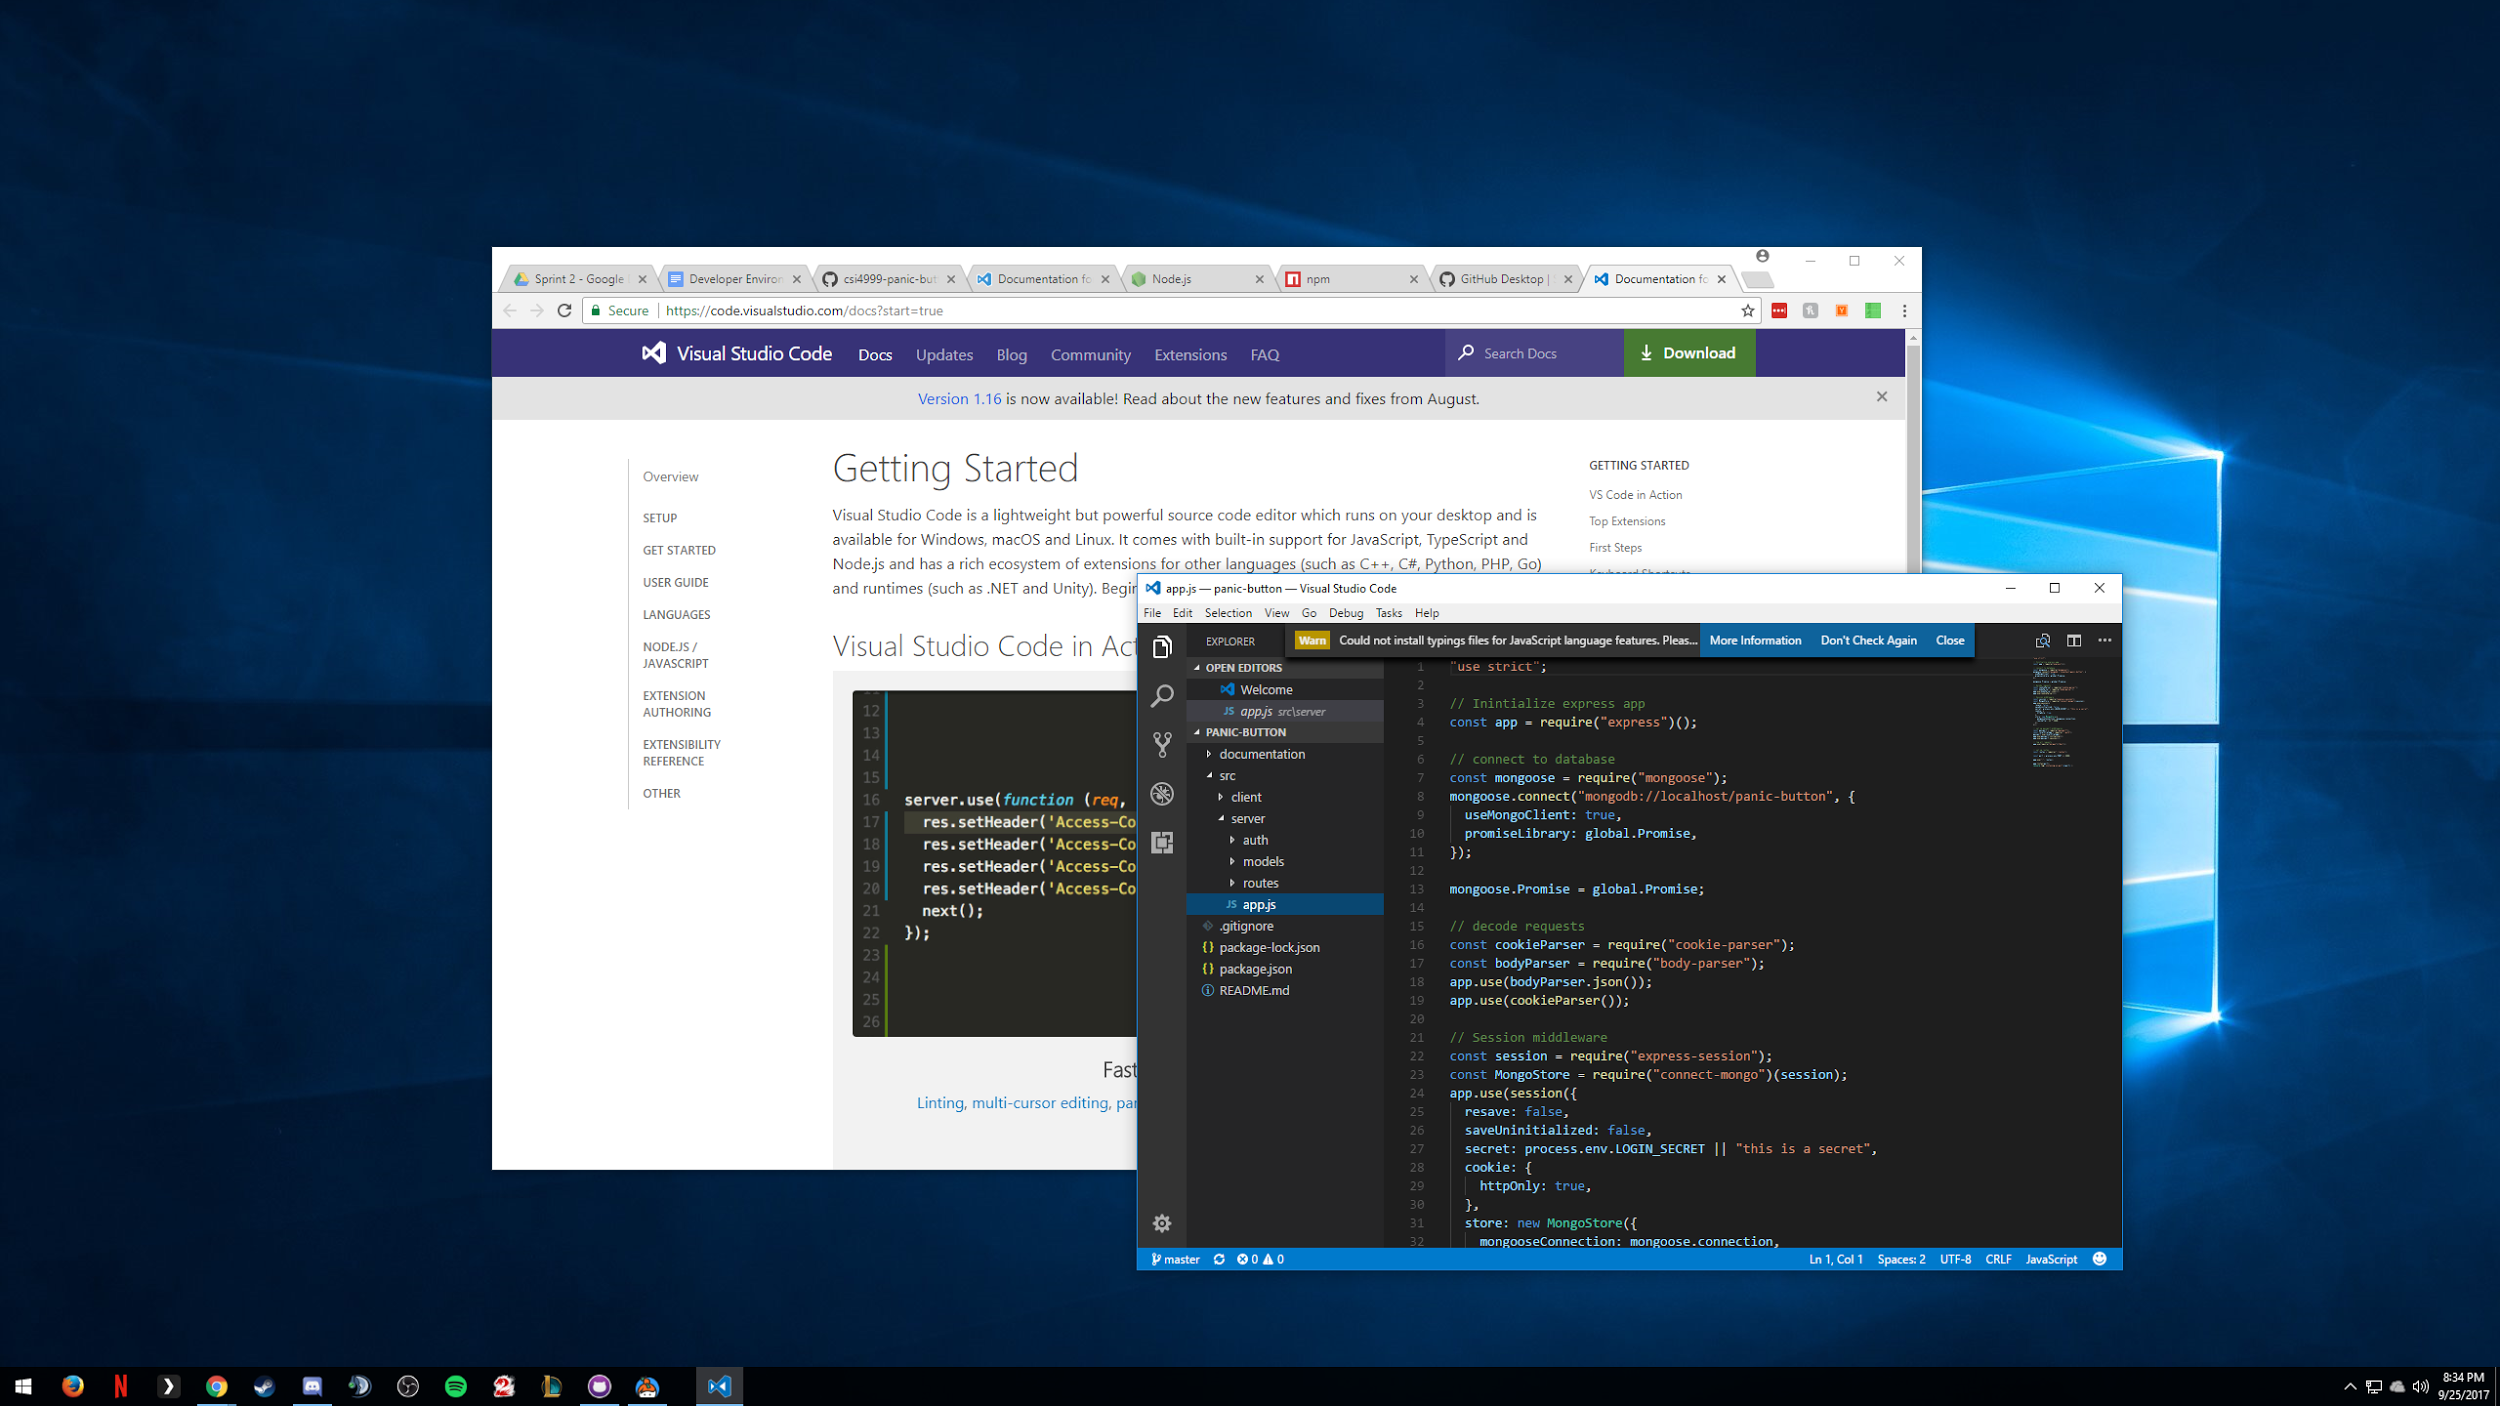 Sprint 2 - Google
Developer Environ
csi4999-panic-but
Documentation fo
Node.js
npm
GitHub Desktop |
Documentation fo
Secure
https://code.visualstudio.com/docs?start=true
Visual Studio Code
Docs
Updates
Blog
Community
Extensions
FAQ
Search Docs
Download
Version 1.16 is now available! Read about the new features and fixes from August.
Overview
SETUP
GET STARTED
USER GUIDE
LANGUAGES
NODE.JS /
JAVASCRIPT
EXTENSION
AUTHORING
EXTENSIBILITY
REFERENCE
OTHER
Getting Started
Visual Studio Code is a lightweight but powerful source code editor which runs on your desktop and is
available for Windows, macOS and Linux. It comes with built-in support for JavaScript, TypeScript and
Node.js and has a rich ecosystem of extensions for other languages (such as C++, C#, Python, PHP, Go)
and runtimes (such as .NET and Unity). Begin
Visual Studio Code in Act
12
13
14
15
16 server.use(function (req,
17 res.setHeader('Access-Co
18 res.setHeader('Access-Co
19 res.setHeader('Access-Co
20 res.setHeader('Access-Co
21 next();
22 });
23
24
25
26
Fast
Linting, multi-cursor editing, par
GETTING STARTED
VS Code in Action
Top Extensions
First Steps
Keyboard Shortcuts
app.js — panic-button — Visual Studio Code
File Edit Selection View Go Debug Tasks Help
EXPLORER
Warn Could not install typings files for JavaScript language features. Pleas...
More Information
Don't Check Again
Close
OPEN EDITORS
Welcome
JS app.js src\server
PANIC-BUTTON
documentation
src
client
server
auth
models
routes
JS app.js
.gitignore
{} package-lock.json
{} package.json
README.md
1 "use strict";
2
3 // Inintialize express app
4 const app = require("express")();
5
6 // connect to database
7 const mongoose = require("mongoose");
8 mongoose.connect("mongodb://localhost/panic-button", {
9 useMongoClient: true,
10 promiseLibrary: global.Promise,
11 });
12
13 mongoose.Promise = global.Promise;
14
15 // decode requests
16 const cookieParser = require("cookie-parser");
17 const bodyParser = require("body-parser");
18 app.use(bodyParser.json());
19 app.use(cookieParser());
20
21 // Session middleware
22 const session = require("express-session");
23 const MongoStore = require("connect-mongo")(session);
24 app.use(session({
25 resave: false,
26 saveUninitialized: false,
27 secret: process.env.LOGIN_SECRET || "this is a secret",
28 cookie: {
29 httpOnly: true,
30 },
31 store: new MongoStore({
32 mongooseConnection: mongoose.connection,
master
0 0
Ln 1, Col 1
Spaces: 2
UTF-8
CRLF
JavaScript
8:34 PM
9/25/2017